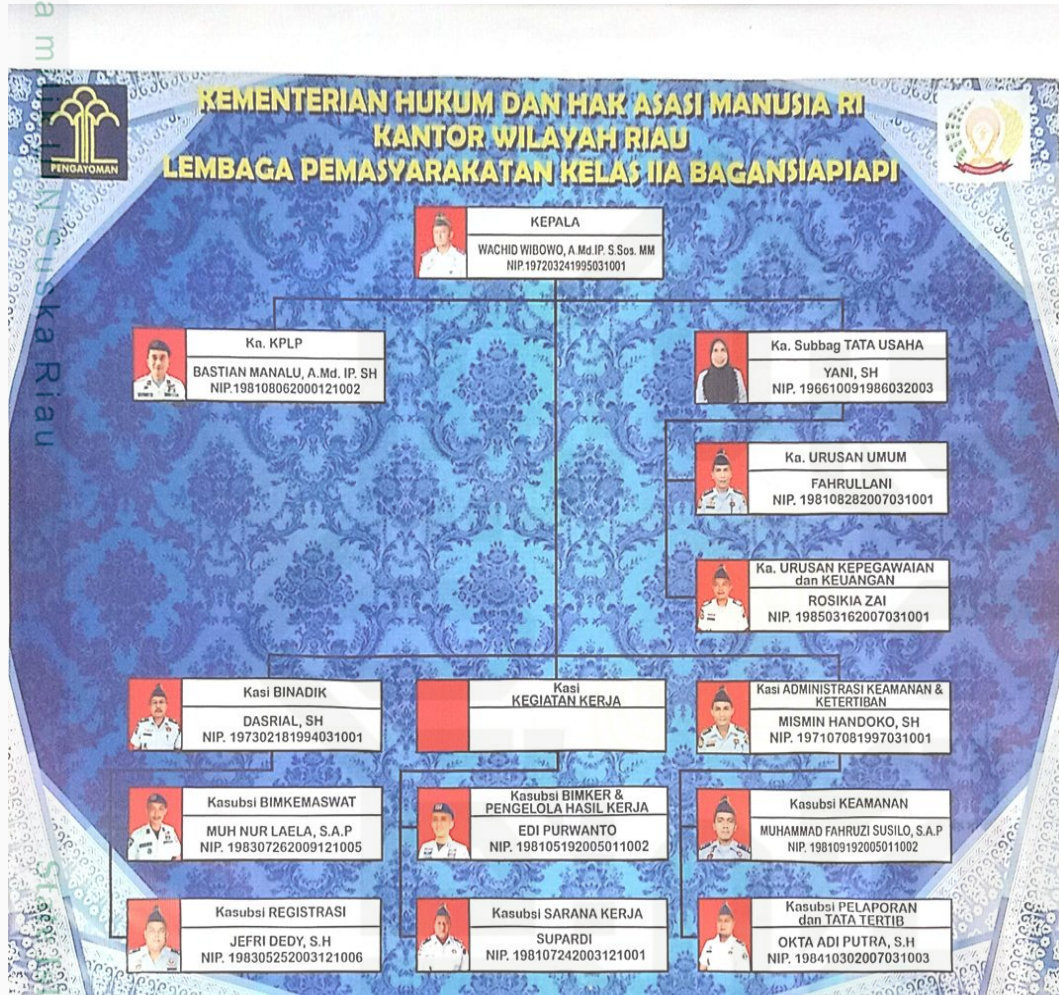 a m
N Suska Riau
PENGAYOMAN
KEMENTERIAN HUKUM DAN HAK ASASI MANUSIA RI
KANTOR WILAYAH RIAU
LEMBAGA PEMASYARAKATAN KELAS IIA BAGANSIAPIAPI
KEPALA
WACHID WIBOWO, A.Md.IP. S.Sos. MM
NIP.197203241995031001
Ka. KPLP
BASTIAN MANALU, A.Md. IP. SH
NIP.198108062000121002
Ka. Subbag TATA USAHA
YANI, SH
NIP. 196610091986032003
Ka. URUSAN UMUM
FAHRULLANI
NIP. 198108282007031001
Ka. URUSAN KEPEGAWAIAN
dan KEUANGAN
ROSIKIA ZAI
NIP. 198503162007031001
Kasi BINADIK
DASRIAL, SH
NIP. 197302181994031001
Kasi
KEGIATAN KERJA
Kasi ADMINISTRASI KEAMANAN &
KETERTIBAN
MISMIN HANDOKO, SH
NIP. 197107081997031001
Kasubsi BIMKEMASWAT
MUH NUR LAELA, S.A.P
NIP. 198307262009121005
Kasubsi BIMKER &
PENGELOLA HASIL KERJA
EDI PURWANTO
NIP. 198105192005011002
Kasubsi KEAMANAN
MUHAMMAD FAHRUZI SUSILO, S.A.P
NIP. 198109192005011002
Kasubsi REGISTRASI
JEFRI DEDY, S.H
NIP. 198305252003121006
Kasubsi SARANA KERJA
SUPARDI
NIP. 198107242003121001
Kasubsi PELAPORAN
dan TATA TERTIB
OKTA ADI PUTRA, S.H
NIP. 198410302007031003